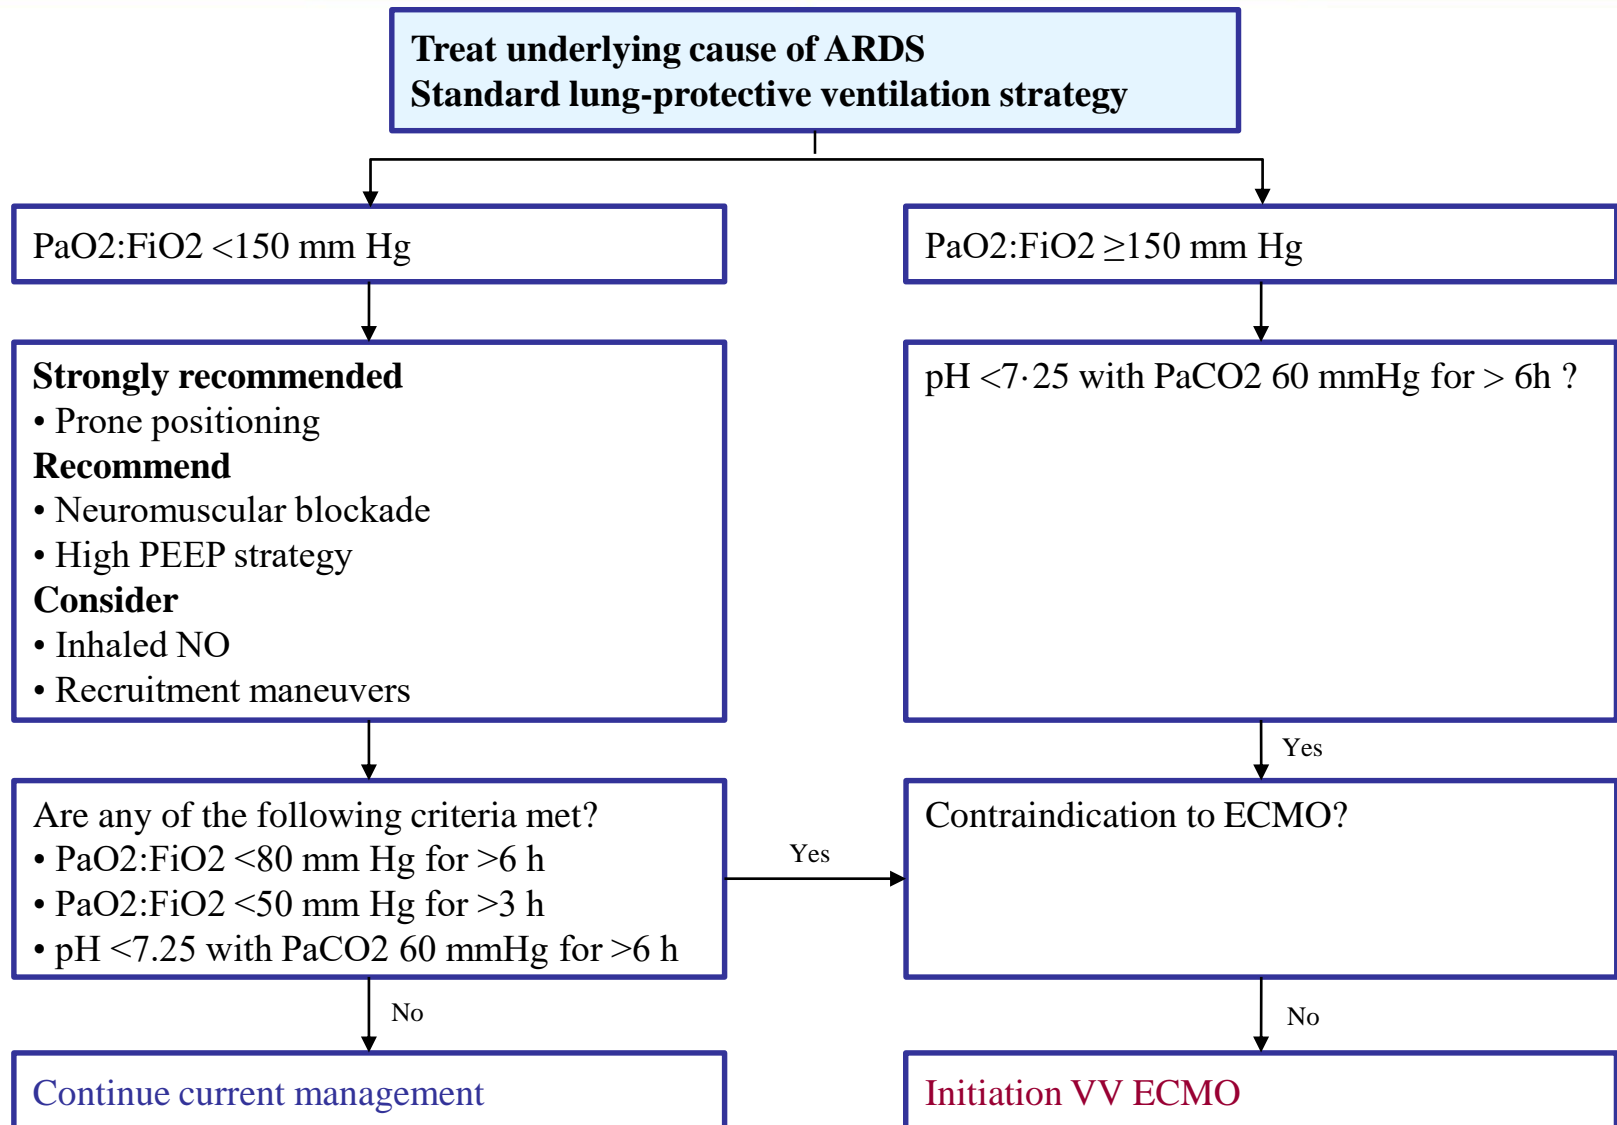 Treat underlying cause of ARDS
Standard lung-protective ventilation strategy
PaO2:FiO2 <150 mm Hg
PaO2:FiO2 ≥150 mm Hg
Strongly recommended
• Prone positioning
Recommend
• Neuromuscular blockade
• High PEEP strategy
Consider
• Inhaled NO
• Recruitment maneuvers
pH <7·25 with PaCO2 60 mmHg for > 6h ?
Yes
Are any of the following criteria met?
• PaO2:FiO2 <80 mm Hg for >6 h
• PaO2:FiO2 <50 mm Hg for >3 h
• pH <7.25 with PaCO2 60 mmHg for >6 h
Yes
Contraindication to ECMO?
No
No
Continue current management
Initiation VV ECMO